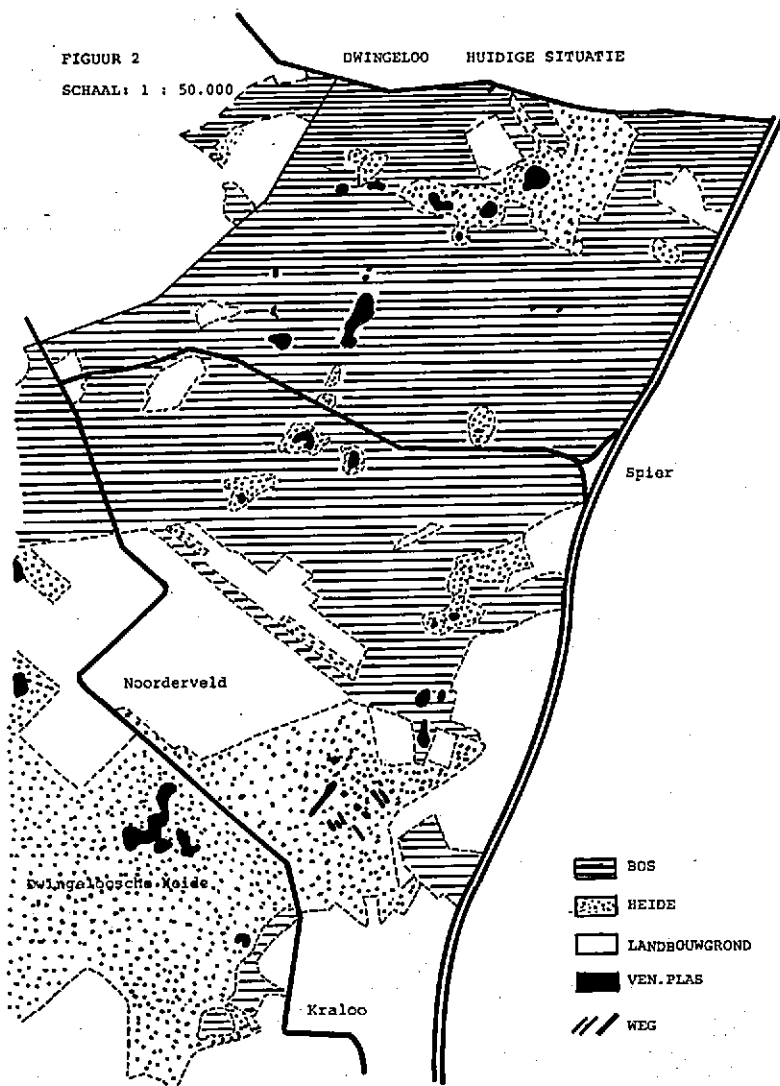 FIGUUR 2 DWINGELOO HUIDIGE SITUATIE
SCHAAL: 1 : 50.000
Spier
Noorderveld
Dwingeloosche Heide
Kraloo
BOS
HEIDE
LANDBOUWGROND
VEN.PLAS
WEG